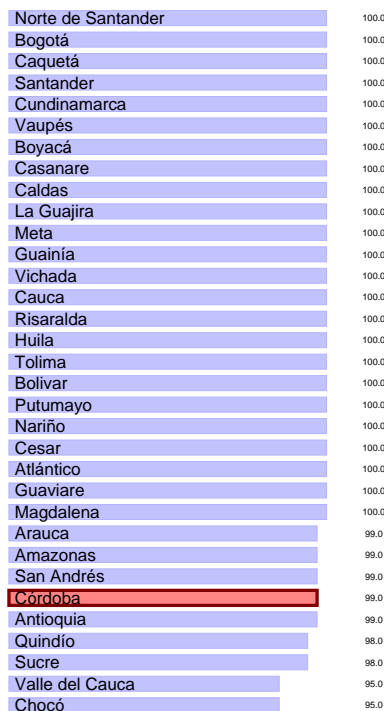 Norte de Santander 100.0
Bogotá 100.0
Caquetá 100.0
Santander 100.0
Cundinamarca 100.0
Vaupés 100.0
Boyacá 100.0
Casanare 100.0
Caldas 100.0
La Guajira 100.0
Meta 100.0
Guainía 100.0
Vichada 100.0
Cauca 100.0
Risaralda 100.0
Huila 100.0
Tolima 100.0
Bolivar 100.0
Putumayo 100.0
Nariño 100.0
Cesar 100.0
Atlántico 100.0
Guaviare 100.0
Magdalena 100.0
Arauca 99.0
Amazonas 99.0
San Andrés 99.0
Córdoba 99.0
Antioquia 99.0
Quindío 98.0
Sucre 98.0
Valle del Cauca 95.0
Chocó 95.0